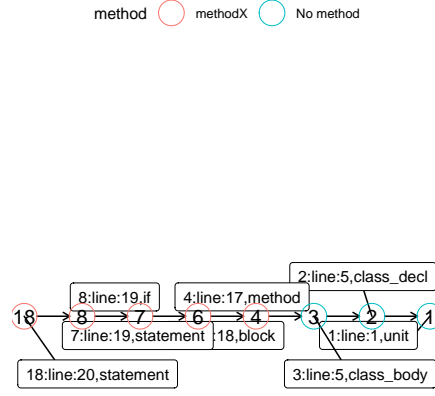 method methodX No method
2:line:5,class_decl
8:line:19,if 4:line:17,method
18 8 7 6 4 3 2 1
7:line:19,statement :18,block 1:line:1,unit
18:line:20,statement 3:line:5,class_body